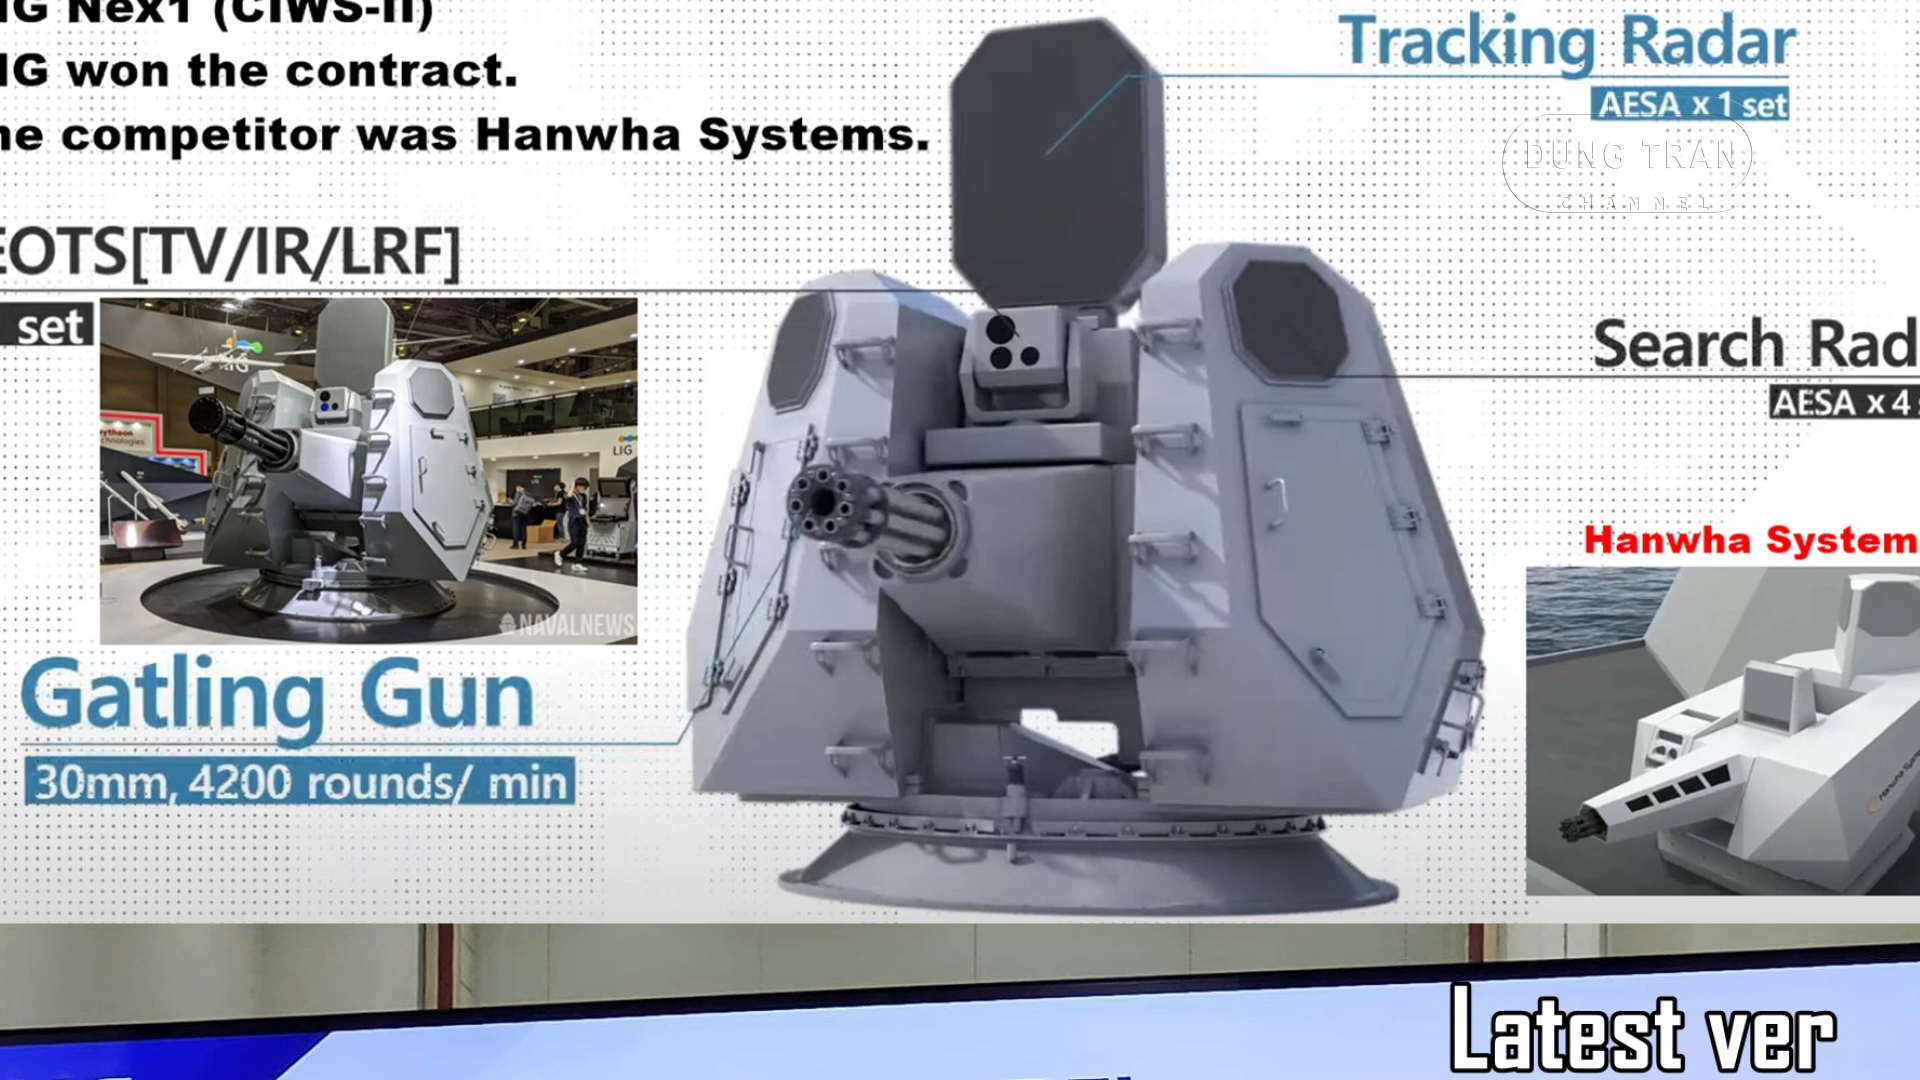 IG Nex1 (CIWS-II)
IG won the contract.
he competitor was Hanwha Systems.
Tracking Radar
AESA x 1 set
DUNG TRAN
CHANNEL
EOTS[TV/IR/LRF]
set
Search Rad
AESA x 4 s
LIG
NAVALNEWS
Gatling Gun
30mm, 4200 rounds/ min
Hanwha System
Latest ver